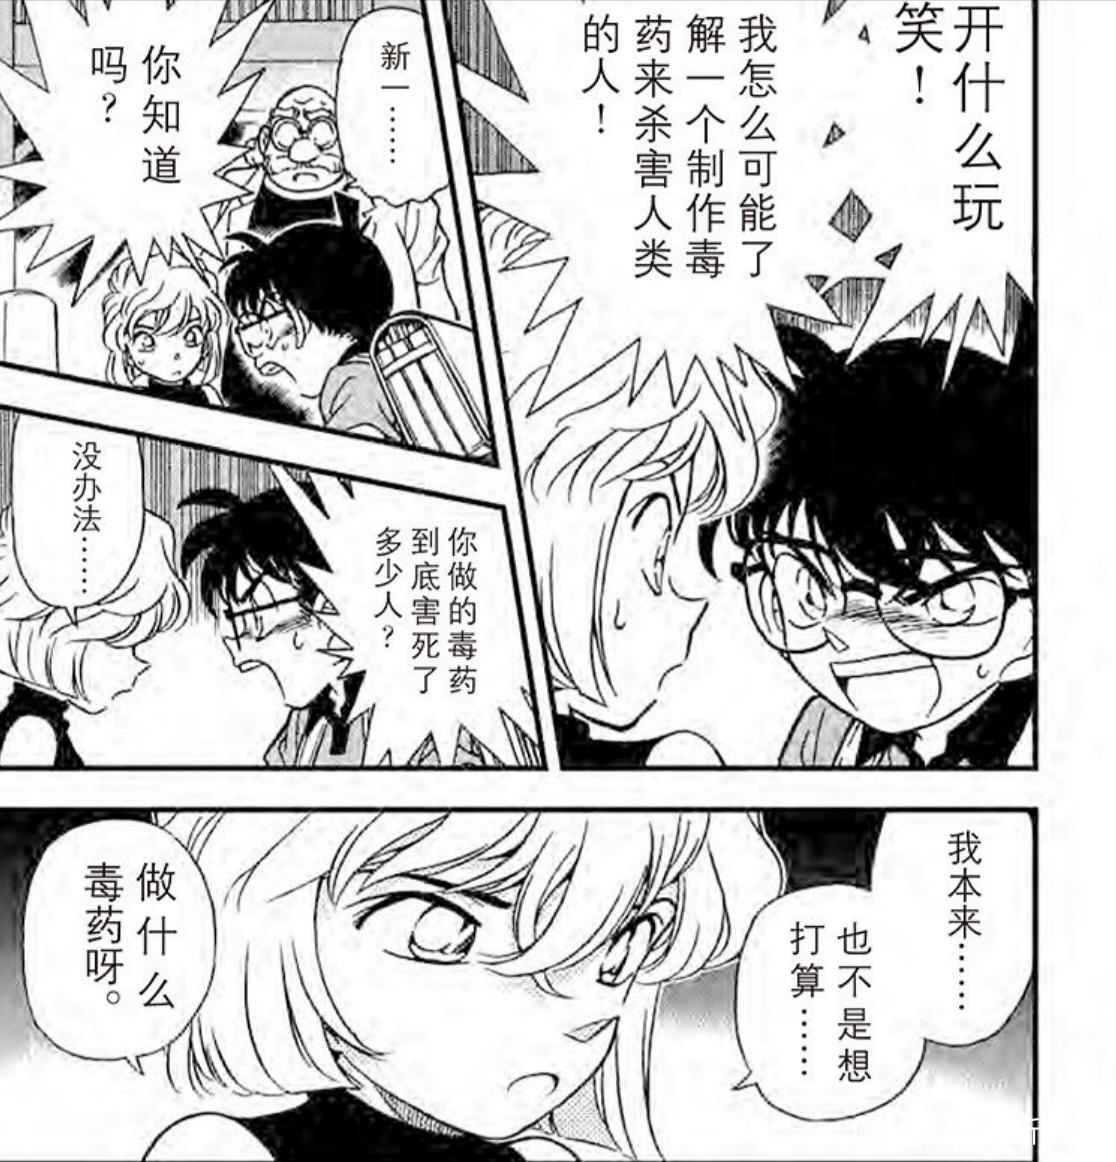 开什么玩
笑！
我怎么可能了
解一个制作毒
药来杀害人类
的人！
新一……
你知道
吗？
你做的毒药
到底害死了
多少人？
没办法……
我本来……
也不是想
打算……
做什么
毒药呀。